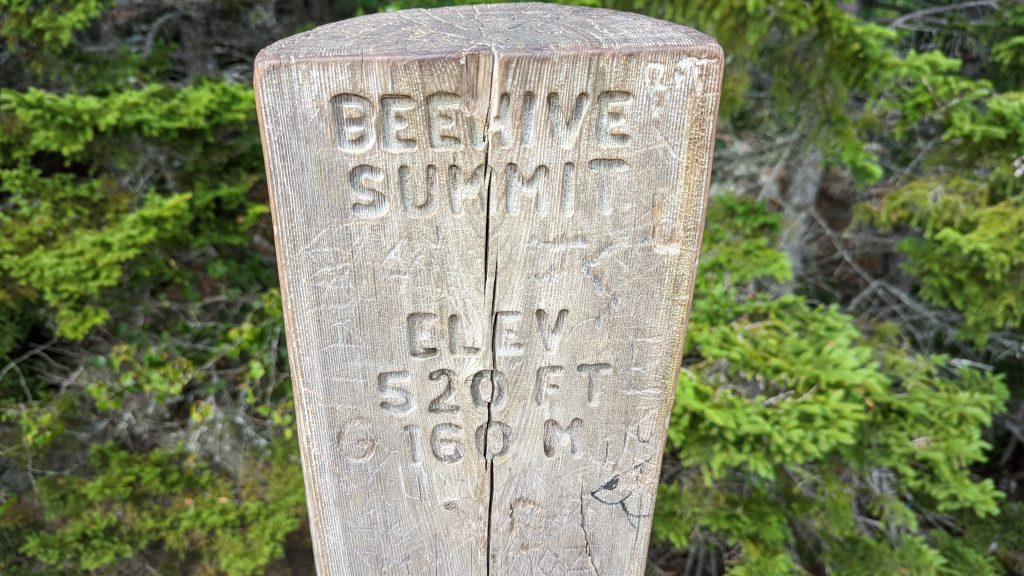 BEEHIVE
SUMMIT
ELEV
520 FT
160 M